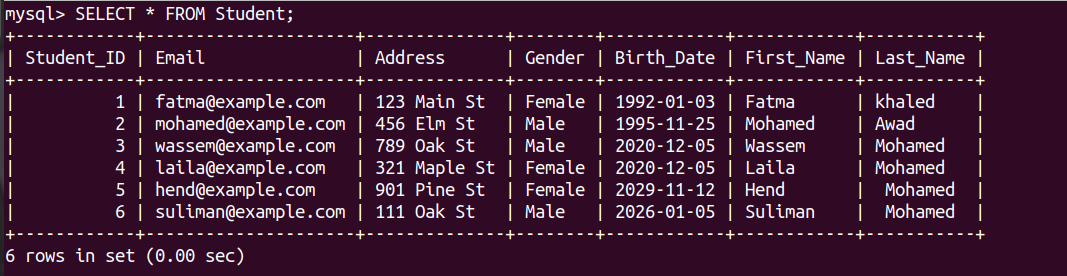 mysql> SELECT * FROM Student;
+------------+---------------------+--------------+--------+------------+------------+-----------+
| Student_ID | Email               | Address      | Gender | Birth_Date | First_Name | Last_Name |
+------------+---------------------+--------------+--------+------------+------------+-----------+
|          1 | fatma@example.com   | 123 Main St  | Female | 1992-01-03 | Fatma      | khaled    |
|          2 | mohamed@example.com | 456 Elm St   | Male   | 1995-11-25 | Mohamed    | Awad      |
|          3 | wassem@example.com  | 789 Oak St   | Male   | 2020-12-05 | Wassem     | Mohamed   |
|          4 | laila@example.com   | 321 Maple St | Female | 2020-12-05 | Laila      | Mohamed   |
|          5 | hend@example.com    | 901 Pine St  | Female | 2029-11-12 | Hend       |  Mohamed  |
|          6 | suliman@example.com | 111 Oak St   | Male   | 2026-01-05 | Suliman    |  Mohamed  |
+------------+---------------------+--------------+--------+------------+------------+-----------+
6 rows in set (0.00 sec)